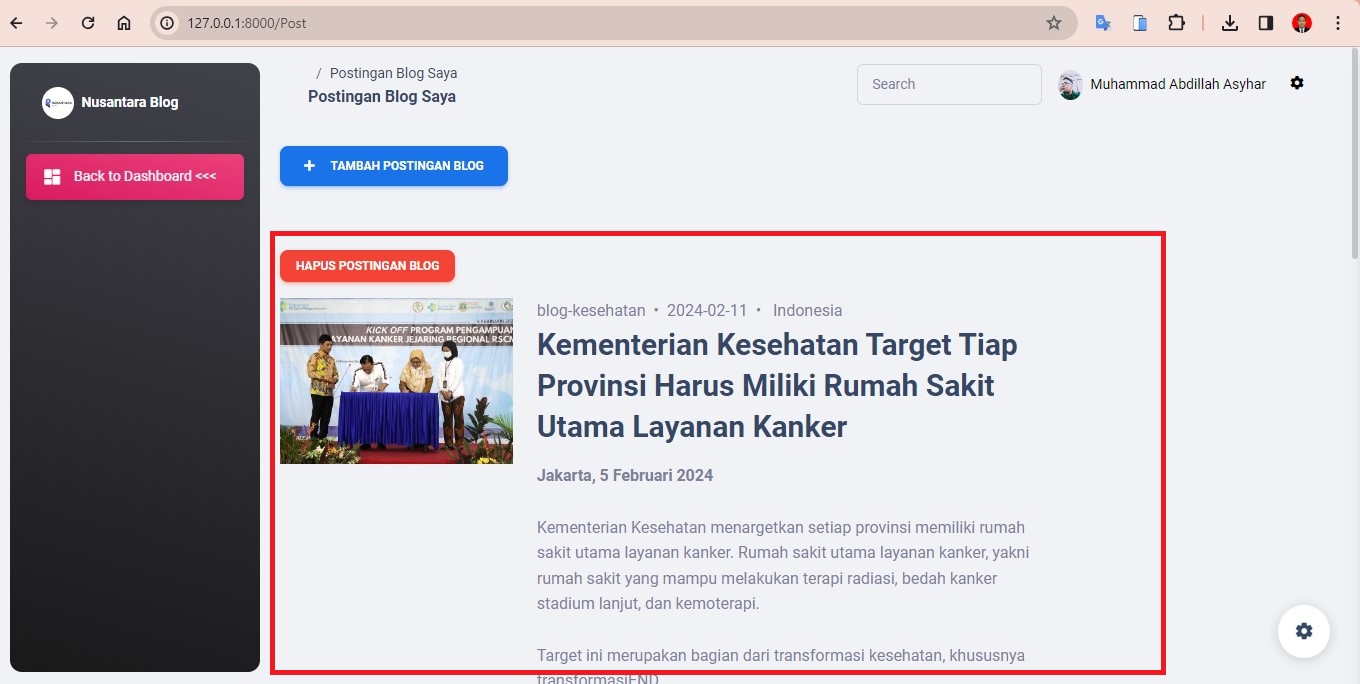 127.0.0.1:8000/Post
Nusantara Blog
Back to Dashboard <<<
/ Postingan Blog Saya
Postingan Blog Saya
Search
Muhammad Abdillah Asyhar
+ TAMBAH POSTINGAN BLOG
HAPUS POSTINGAN BLOG
KICK OFF PROGRAM PENGAMPUAN
LAYANAN KANKER JEJARING REGIONAL RSCM
blog-kesehatan • 2024-02-11 • Indonesia
Kementerian Kesehatan Target Tiap
Provinsi Harus Miliki Rumah Sakit
Utama Layanan Kanker
Jakarta, 5 Februari 2024
Kementerian Kesehatan menargetkan setiap provinsi memiliki rumah
sakit utama layanan kanker. Rumah sakit utama layanan kanker, yakni
rumah sakit yang mampu melakukan terapi radiasi, bedah kanker
stadium lanjut, dan kemoterapi.
Target ini merupakan bagian dari transformasi kesehatan, khususnya
transformasiEND